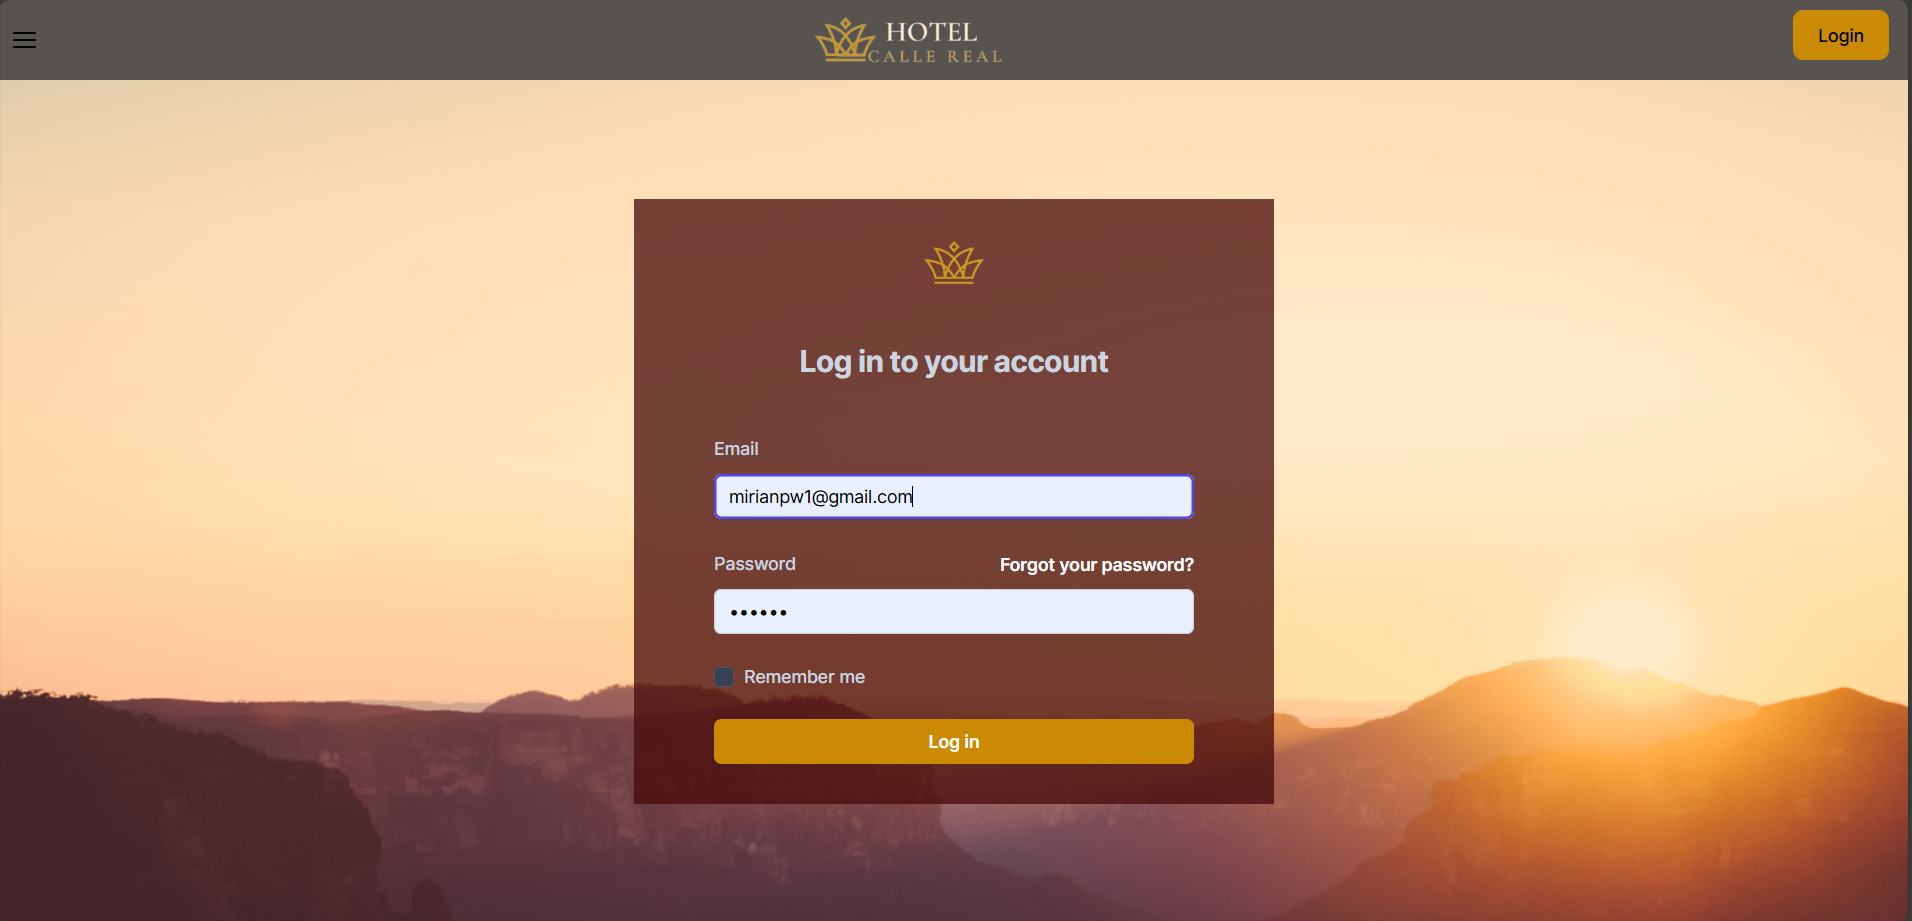 HOTEL
CALLE REAL
Login
Log in to your account
Email
mirianpw1@gmail.com
Password
Forgot your password?
••••••
Remember me
Log in